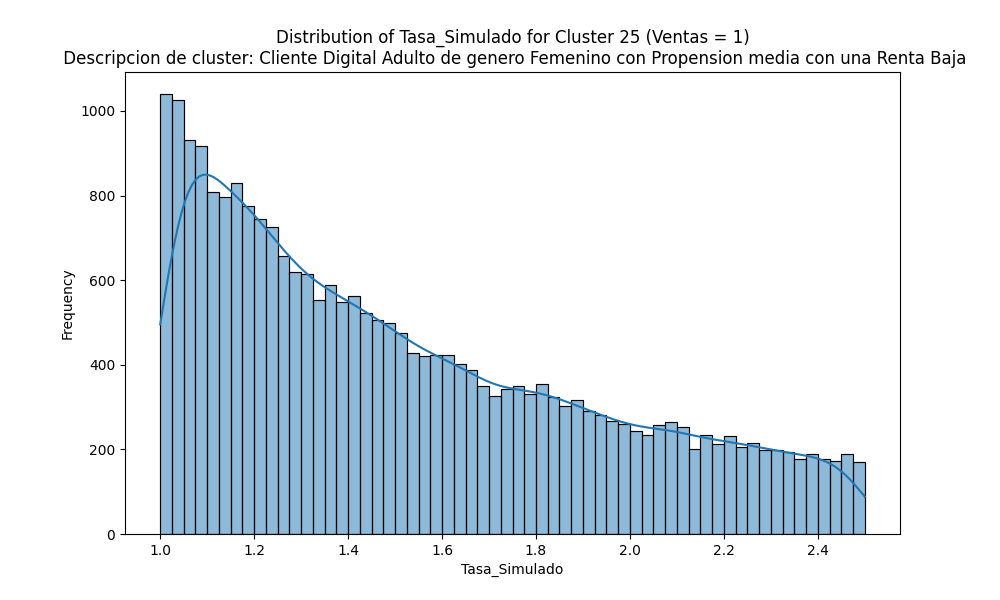 Distribution of Tasa_Simulado for Cluster 25 (Ventas = 1)
Descripcion de cluster: Cliente Digital Adulto de genero Femenino con Propension media con una Renta Baja
Frequency
1000
800
600
400
200
0
1.0 1.2 1.4 1.6 1.8 2.0 2.2 2.4
Tasa_Simulado